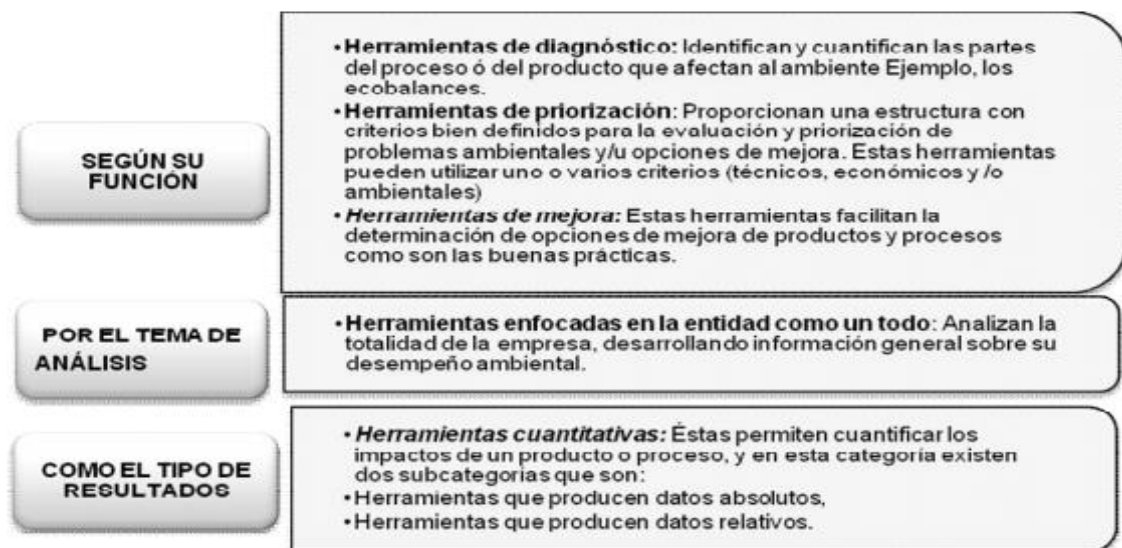 SEGÚN SU
FUNCIÓN
•Herramientas de diagnóstico: Identifican y cuantifican las partes
del proceso ó del producto que afectan al ambiente Ejemplo, los
ecobalances.
•Herramientas de priorización: Proporcionan una estructura con
criterios bien definidos para la evaluación y priorización de
problemas ambientales y/u opciones de mejora. Estas herramientas
pueden utilizar uno o varios criterios (técnicos, económicos y /o
ambientales)
•Herramientas de mejora: Estas herramientas facilitan la
determinación de opciones de mejora de productos y procesos
como son las buenas prácticas.
POR EL TEMA DE
ANÁLISIS
•Herramientas enfocadas en la entidad como un todo: Analizan la
totalidad de la empresa, desarrollando información general sobre su
desempeño ambiental.
COMO EL TIPO DE
RESULTADOS
•Herramientas cuantitativas: Éstas permiten cuantificar los
impactos de un producto o proceso, y en esta categoría existen
dos subcategorías que son:
•Herramientas que producen datos absolutos,
•Herramientas que producen datos relativos.